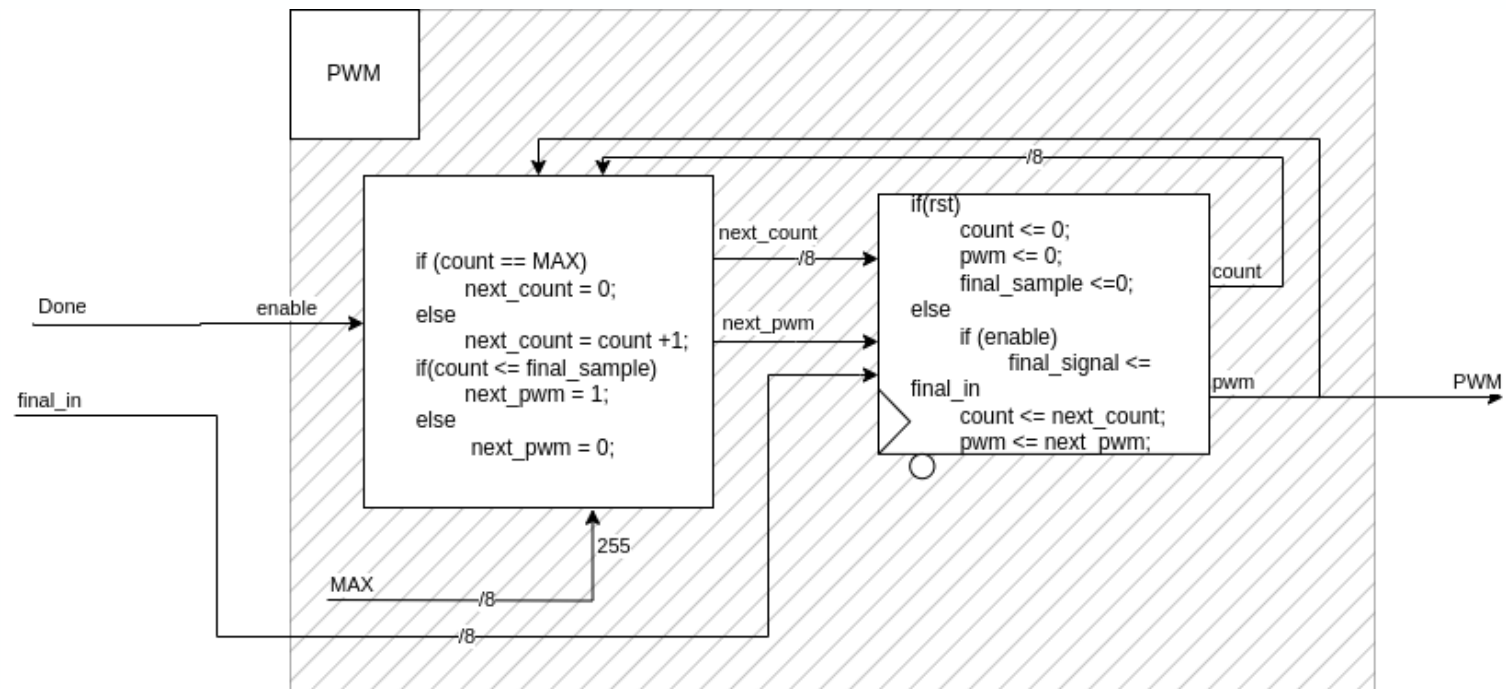 PWM
/8
if (count == MAX)
next_count = 0;
else
next_count = count +1;
if(count <= final_sample)
next_pwm = 1;
else
next_pwm = 0;
next_count
/8
next_pwm
if(rst)
count <= 0;
pwm <= 0;
final_sample <=0;
else
if (enable)
final_signal <=
final_in
count <= next_count;
pwm <= next_pwm;
count
pwm
PWM
Done
enable
final_in
255
MAX
/8
/8